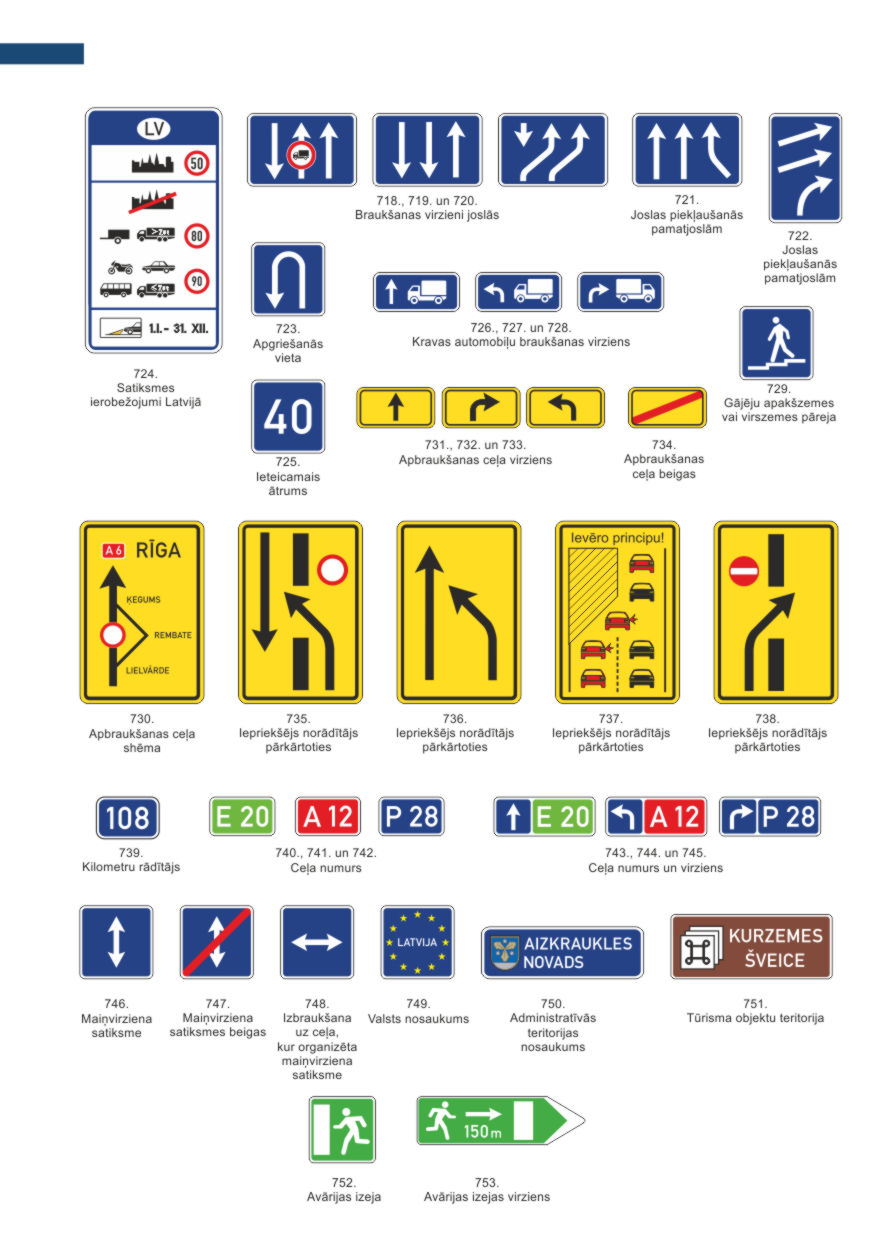 LV
50
>7,5t
80
≤7,5t
90
1.I.- 31. XII.
724.
Satiksmes
ierobežojumi Latvijā
718., 719. un 720.
Braukšanas virzieni joslās
721.
Joslas piekļaušanās
pamatjoslām
722.
Joslas
piekļaušanās
pamatjoslām
723.
Apgriešanās
vieta
726., 727. un 728.
Kravas automobiļu braukšanas virziens
729.
Gājēju apakšzemes
vai virszemes pāreja
40
725.
Ieteicamais
ātrums
731., 732. un 733.
Apbraukšanas ceļa virziens
734.
Apbraukšanas
ceļa beigas
A 6 RĪGA
ĶEGUMS
REMBATE
LIELVĀRDE
Ievēro principu!
730.
Apbraukšanas ceļa
shēma
735.
Iepriekšējs norādītājs
pārkārtoties
736.
Iepriekšējs norādītājs
pārkārtoties
737.
Iepriekšējs norādītājs
pārkārtoties
738.
Iepriekšējs norādītājs
pārkārtoties
108
E 20
A 12
P 28
E 20
A 12
P 28
739.
Kilometru rādītājs
740., 741. un 742.
Ceļa numurs
743., 744. un 745.
Ceļa numurs un virziens
LATVIJA
AIZKRAUKLES
NOVADS
KURZEMES
ŠVEICE
746.
Maiņvirziena
satiksme
747.
Maiņvirziena
satiksmes beigas
748.
Izbraukšana
uz ceļa,
kur organizēta
maiņvirziena
satiksme
749.
Valsts nosaukums
750.
Administratīvās
teritorijas
nosaukums
751.
Tūrisma objektu teritorija
150 m
752.
Avārijas izeja
753.
Avārijas izejas virziens